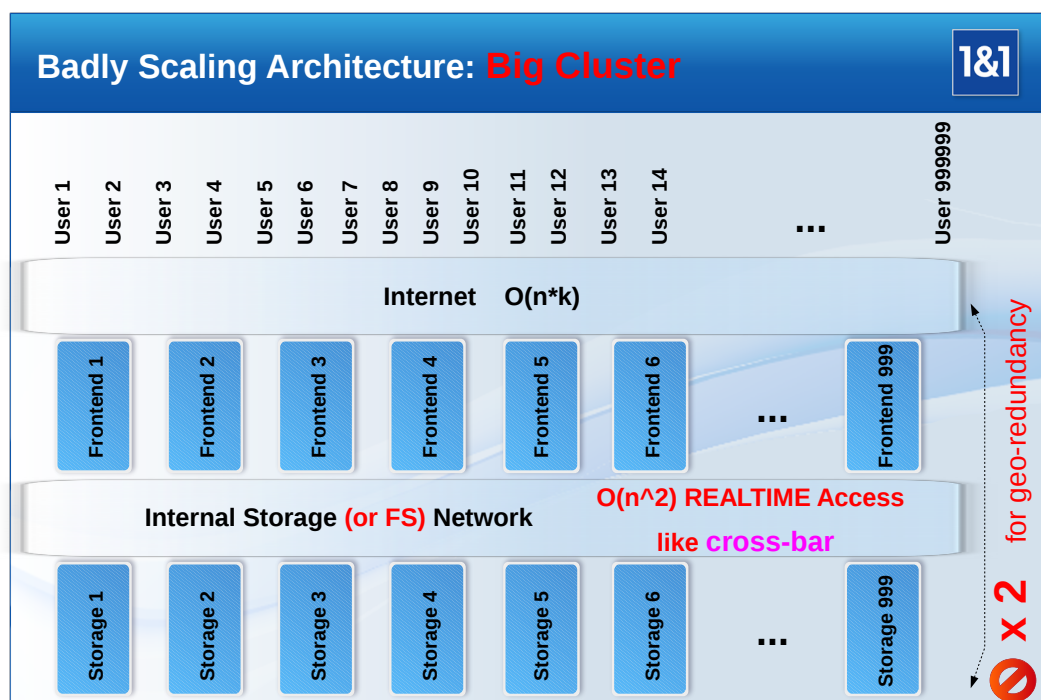 Badly Scaling Architecture: Big Cluster
1&1
User 1
User 2
User 3
User 4
User 5
User 6
User 7
User 8
User 9
User 10
User 11
User 12
User 13
User 14
...
User 999999
Internet O(n*k)
Frontend 1
Frontend 2
Frontend 3
Frontend 4
Frontend 5
Frontend 6
...
Frontend 999
Internal Storage (or FS) Network
O(n^2) REALTIME Access
like cross-bar
Storage 1
Storage 2
Storage 3
Storage 4
Storage 5
Storage 6
...
Storage 999
x 2 for geo-redundancy